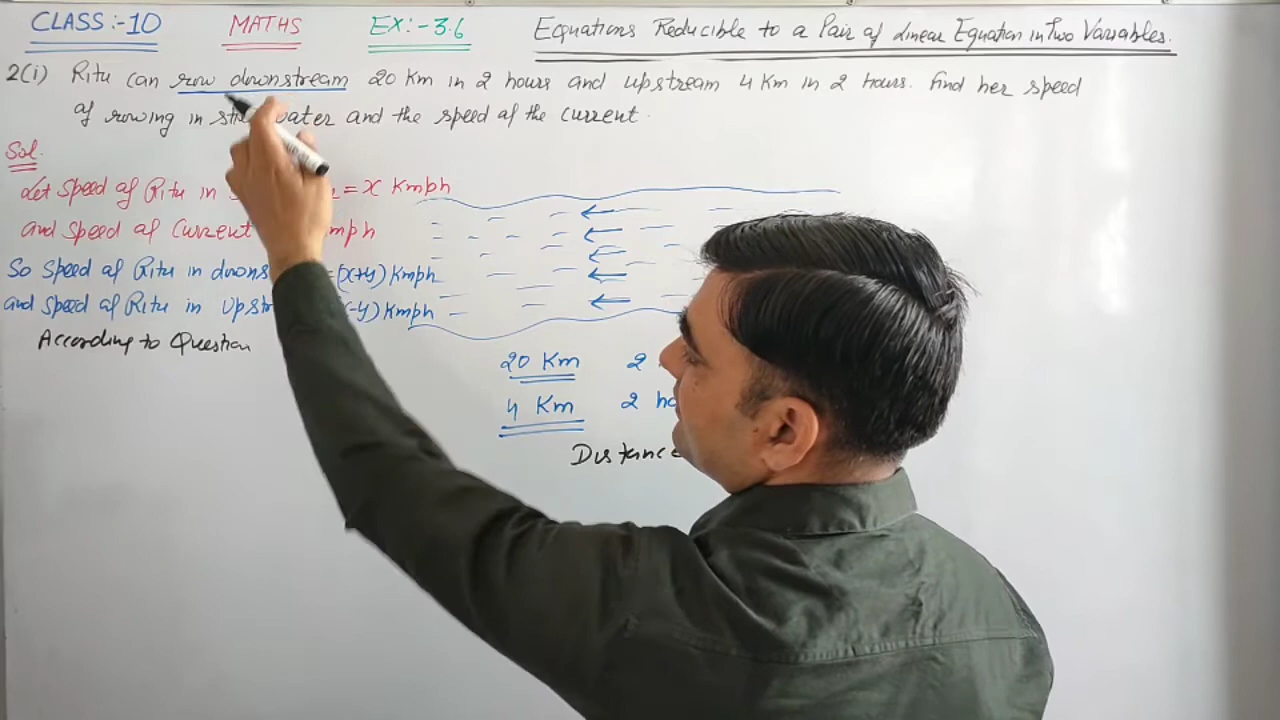 CLASS:-10 MATHS EX:-3.6 Equations Reducible to a Pair of Linear Equation in Two Variables.
2(i) Ritu can row downstream 20 Km in 2 hours and upstream 4 Km in 2 hours. Find her speed
of rowing in water and the speed of the current.
Sol.
Let Speed of Ritu in = x Kmph
and Speed of Current mph
So Speed of Ritu in =(x+y) Kmph
and Speed of Ritu in -y) Kmph
According to Question
20 Km 2
4 Km 2
Distance